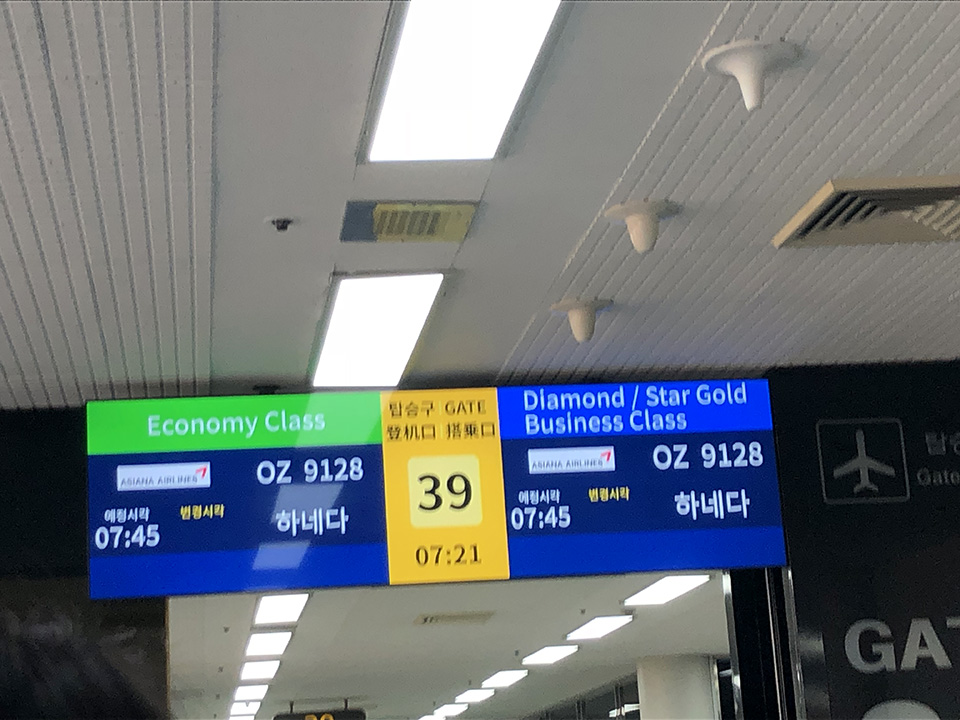 Economy Class
ASIANA AIRLINES
OZ 9128
예정시각
변경시각
07:45
하네다
탑승구 GATE
登机口 搭乗口
39
07:21
Diamond / Star Gold
Business Class
ASIANA AIRLINES
OZ 9128
예정시각
변경시각
07:45
하네다
Gate